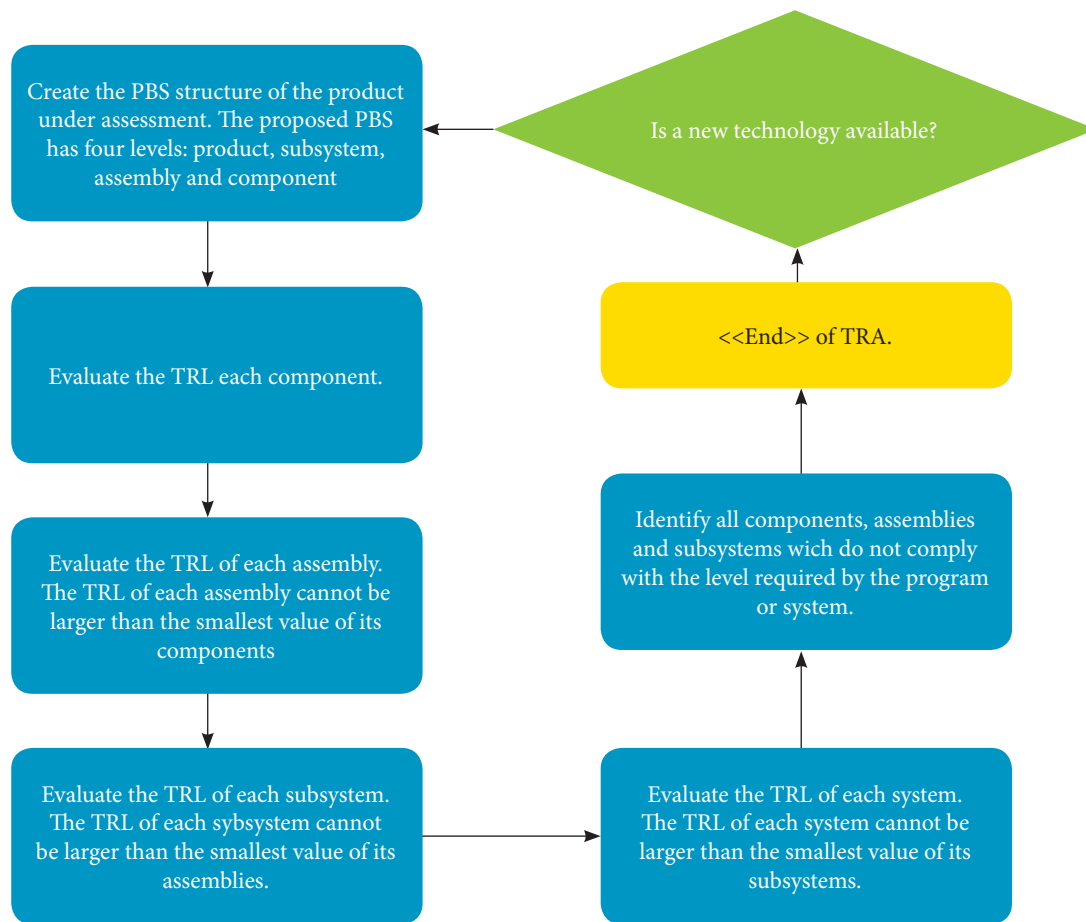 Create the PBS structure of the product
under assessment. The proposed PBS
has four levels: product, subsystem,
assembly and component
Evaluate the TRL each component.
Evaluate the TRL of each assembly.
The TRL of each assembly cannot be
larger than the smallest value of its
components
Evaluate the TRL of each subsystem.
The TRL of each sybsystem cannot
be larger than the smallest value of its
assemblies.
Evaluate the TRL of each system.
The TRL of each system cannot be
larger than the smallest value of its
subsystems.
Identify all components, assemblies
and subsystems wich do not comply
with the level required by the program
or system.
<<End>> of TRA.
Is a new technology available?